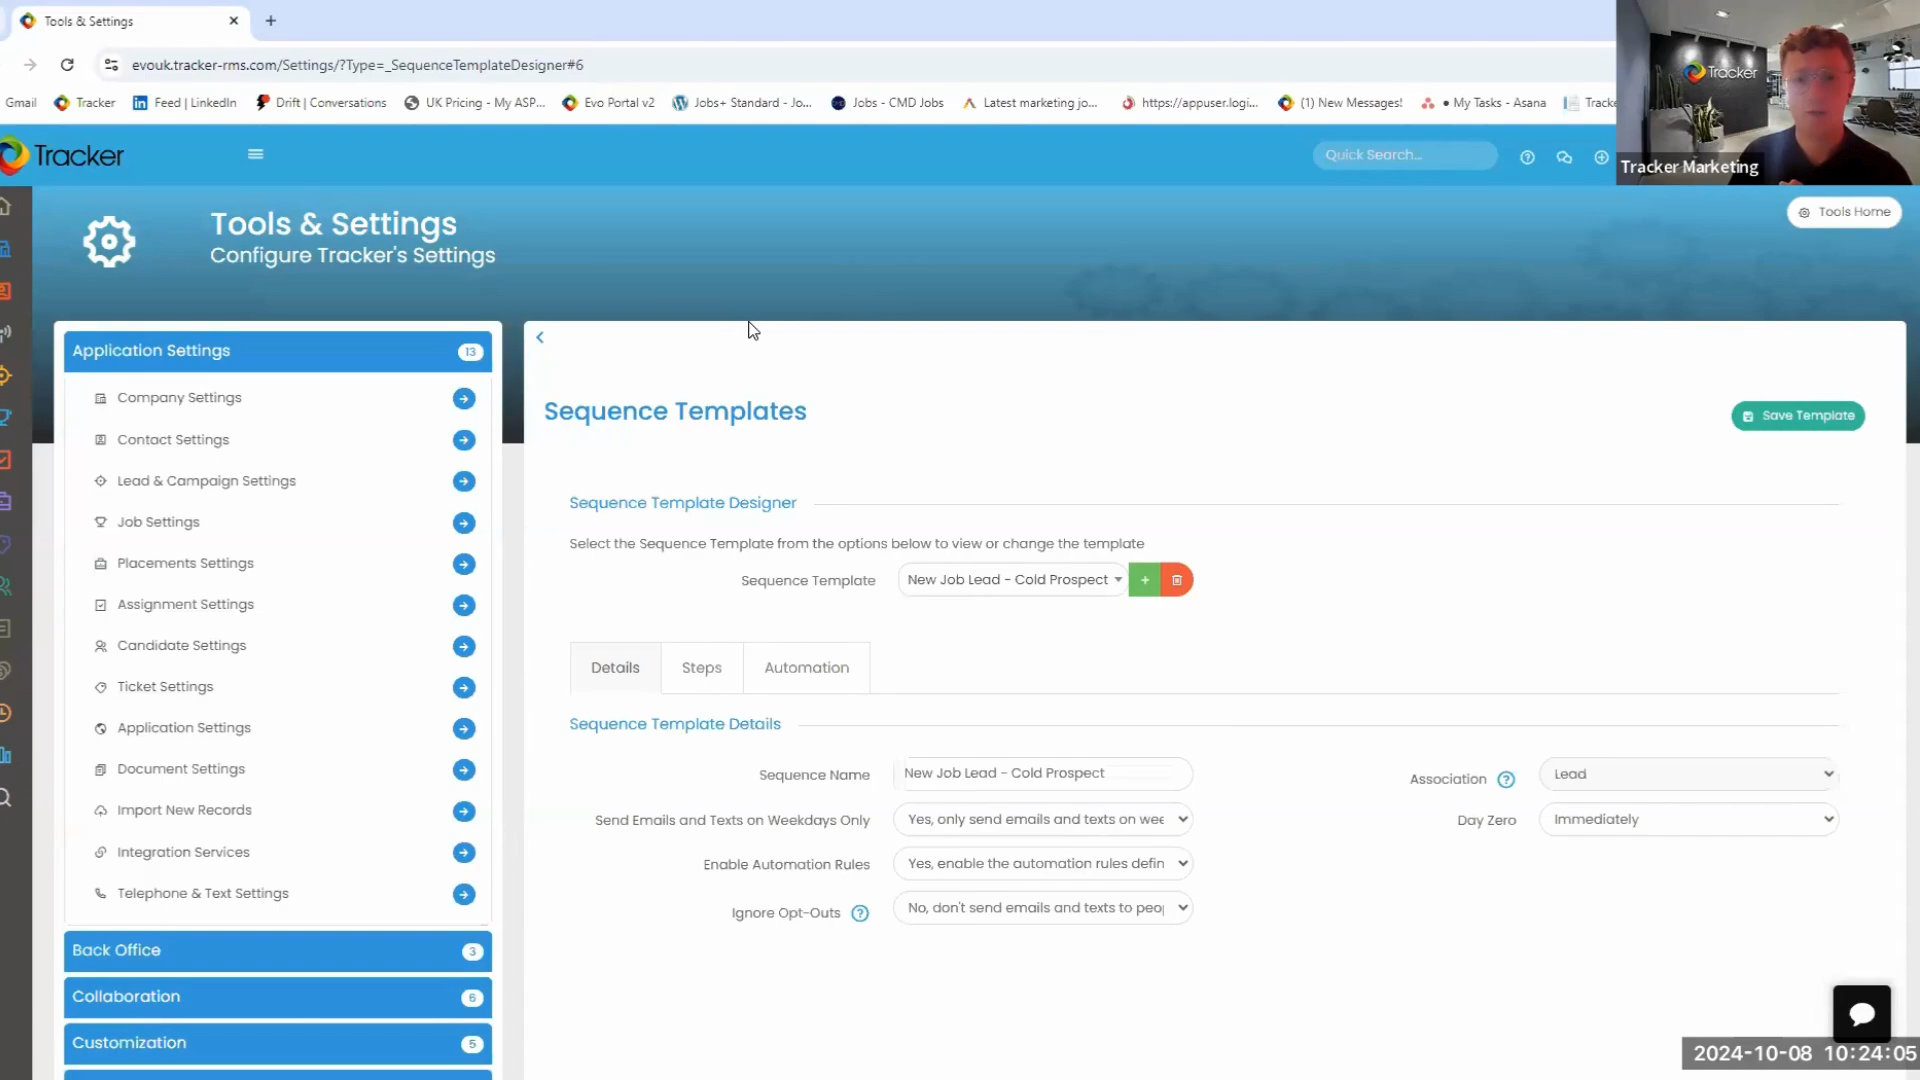 Tools & Settings
evouk.tracker-rms.com/Settings/?Type=_SequenceTemplateDesigner#6
Gmail Tracker Feed | LinkedIn Drift | Conversations UK Pricing - My ASP... Evo Portal v2 Jobs+ Standard - Jo... Jobs - CMD Jobs Latest marketing jo... https://appuser.logi... (1) New Messages! • My Tasks - Asana Tracke
Tracker
Tracker
Quick Search...
Tracker Marketing
Tools & Settings
Configure Tracker's Settings
Tools Home
Application Settings 13
Company Settings
Contact Settings
Lead & Campaign Settings
Job Settings
Placements Settings
Assignment Settings
Candidate Settings
Ticket Settings
Application Settings
Document Settings
Import New Records
Integration Services
Telephone & Text Settings
Back Office 3
Collaboration 6
Customization 5
Sequence Templates
Save Template
Sequence Template Designer
Select the Sequence Template from the options below to view or change the template
Sequence Template New Job Lead - Cold Prospect
Details Steps Automation
Sequence Template Details
Sequence Name New Job Lead - Cold Prospect
Association Lead
Send Emails and Texts on Weekdays Only Yes, only send emails and texts on wee
Day Zero Immediately
Enable Automation Rules Yes, enable the automation rules defin
Ignore Opt-Outs No, don't send emails and texts to peo
2024-10-08 10:24:05